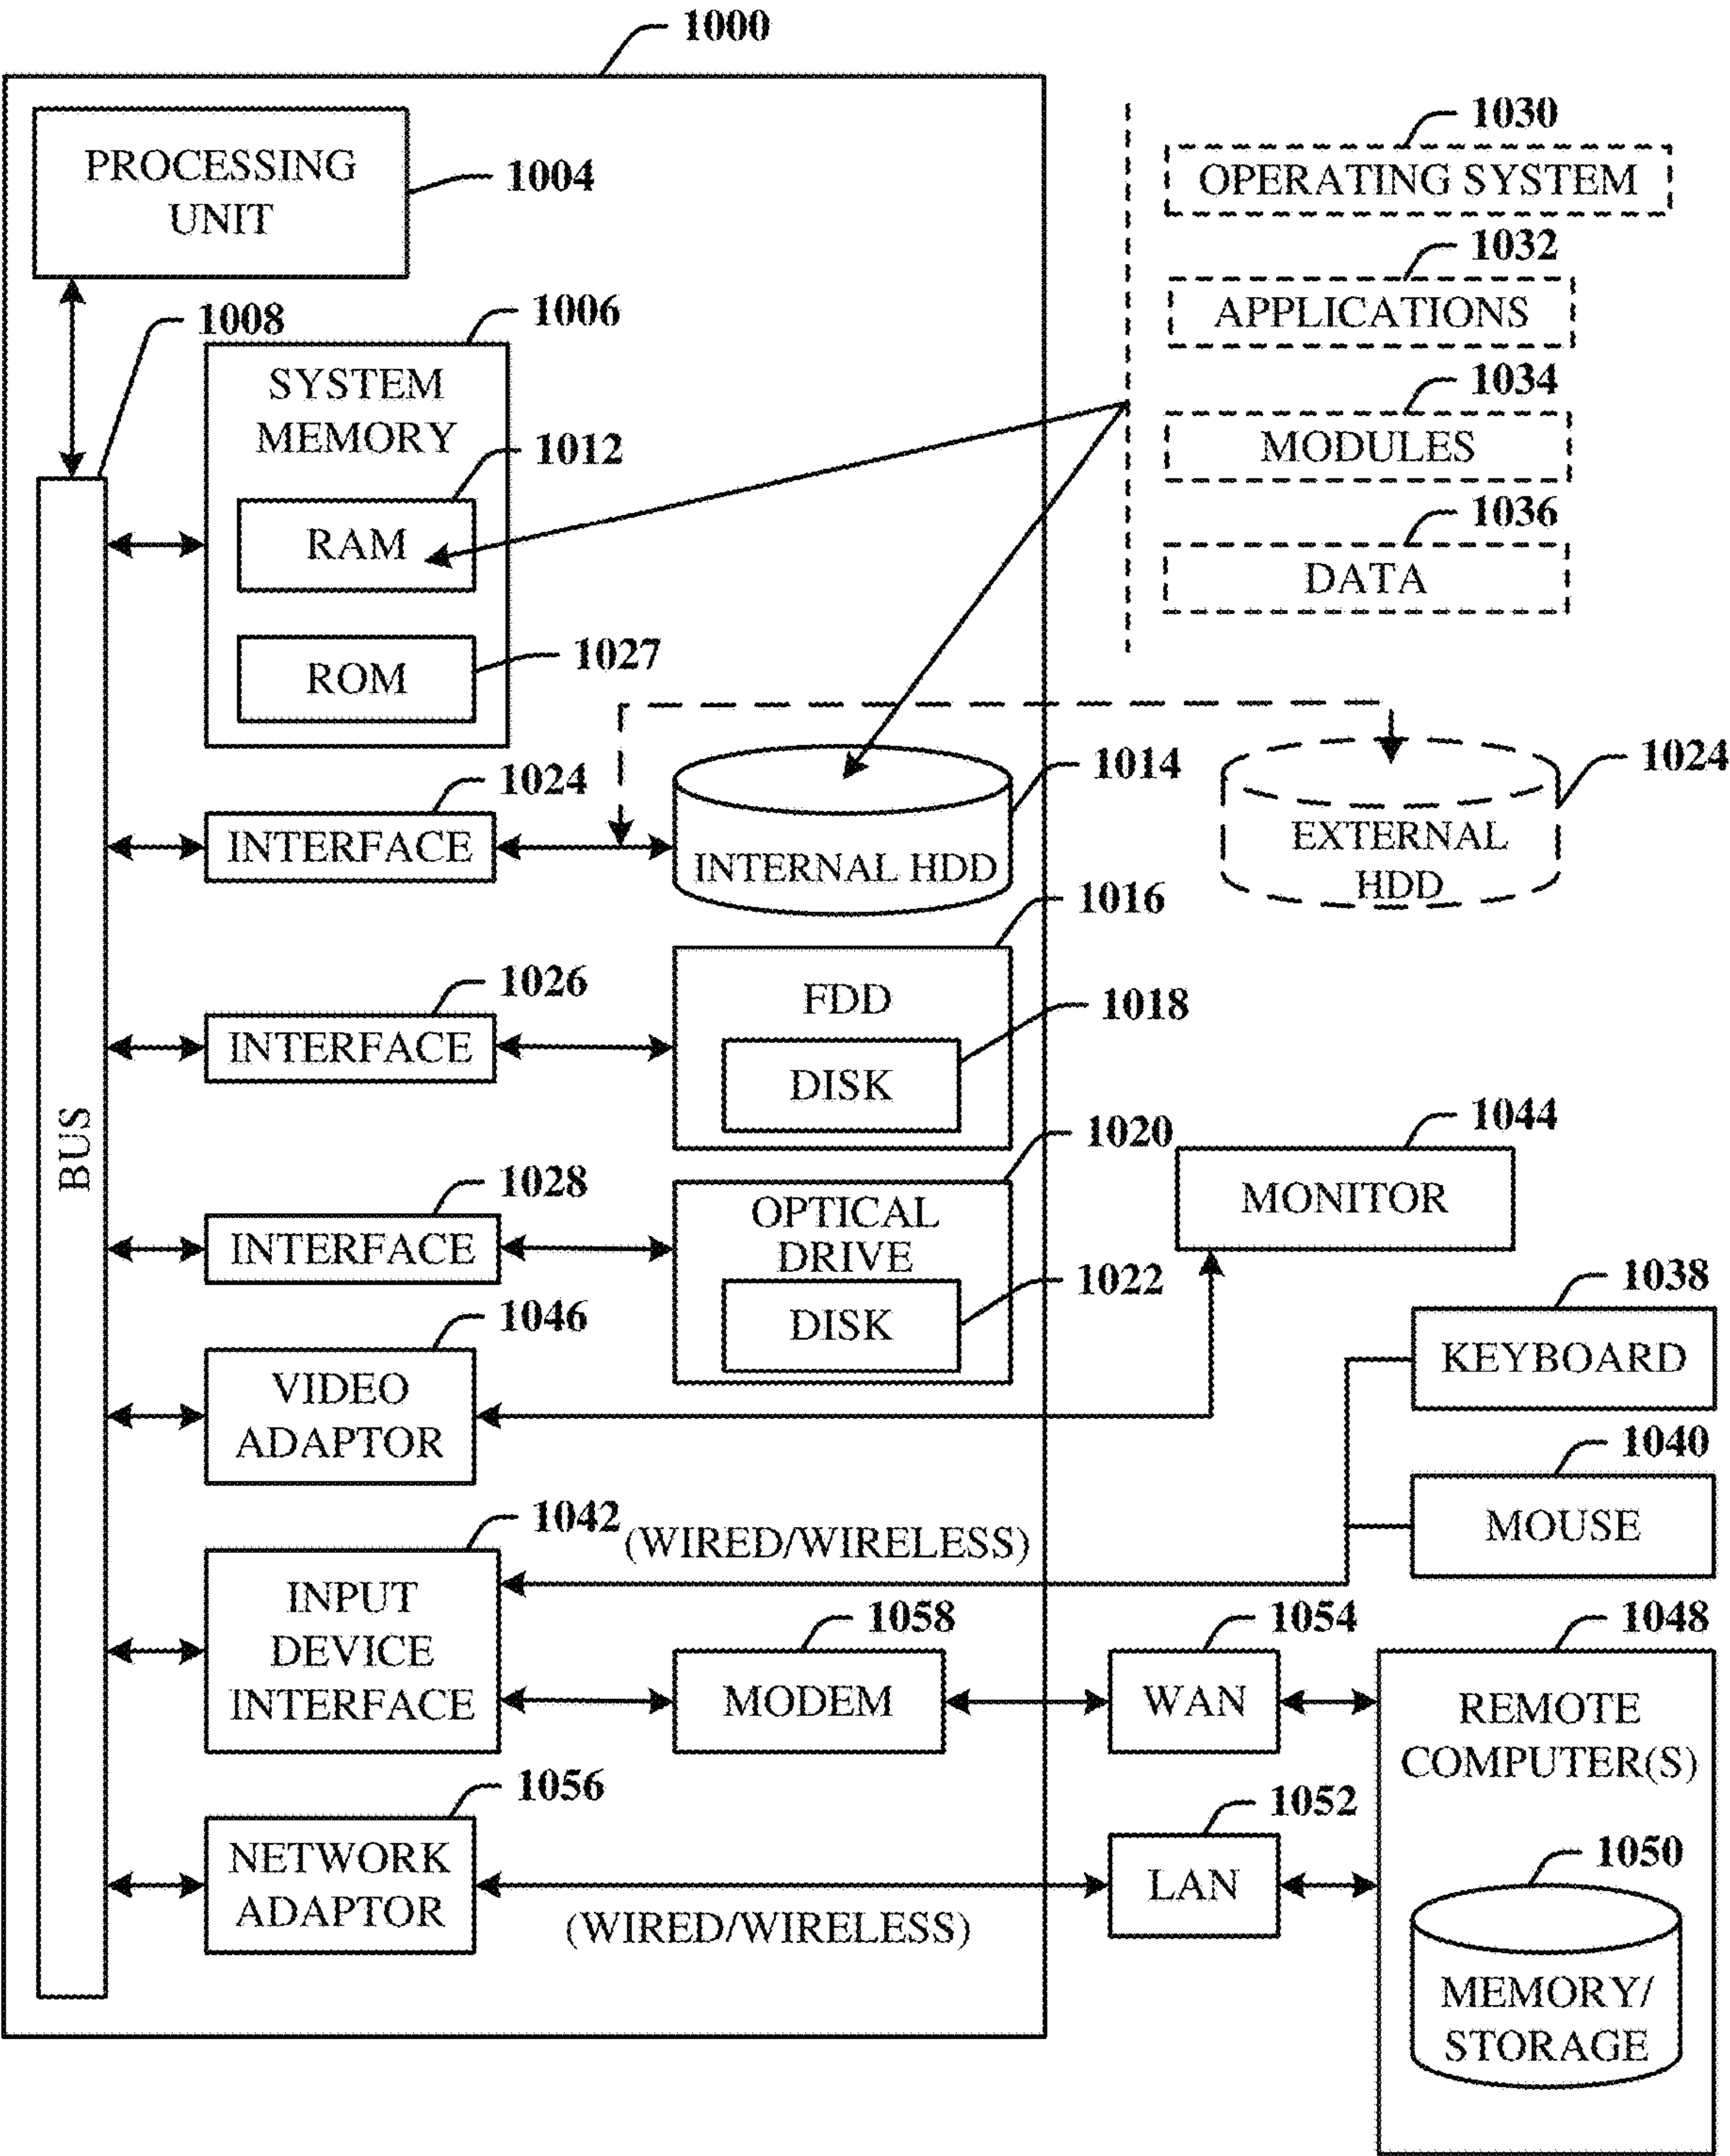 1000
PROCESSING
UNIT
1004
1030
OPERATING SYSTEM
1032
APPLICATIONS
1034
MODULES
1036
DATA
1008
1006
SYSTEM
MEMORY
1012
RAM
1027
ROM
BUS
1024
INTERFACE
1014
INTERNAL HDD
1024
EXTERNAL
HDD
1026
INTERFACE
1016
FDD
1018
DISK
1028
INTERFACE
1020
OPTICAL
DRIVE
1022
DISK
1044
MONITOR
1046
VIDEO
ADAPTOR
1038
KEYBOARD
1040
MOUSE
1042
INPUT
DEVICE
INTERFACE
(WIRED/WIRELESS)
1058
MODEM
1054
WAN
1048
REMOTE
COMPUTER(S)
1056
NETWORK
ADAPTOR
(WIRED/WIRELESS)
1052
LAN
1050
MEMORY/
STORAGE